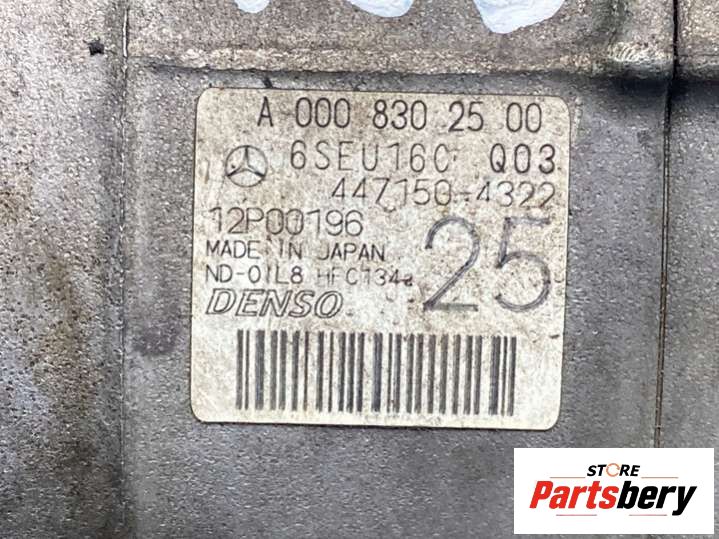 A 000 830 25 00
6SEU16C Q03
447150-4322
12P00196
MADE IN JAPAN
ND-OIL8 HFC134a
25
DENSO
STORE
Partsbery